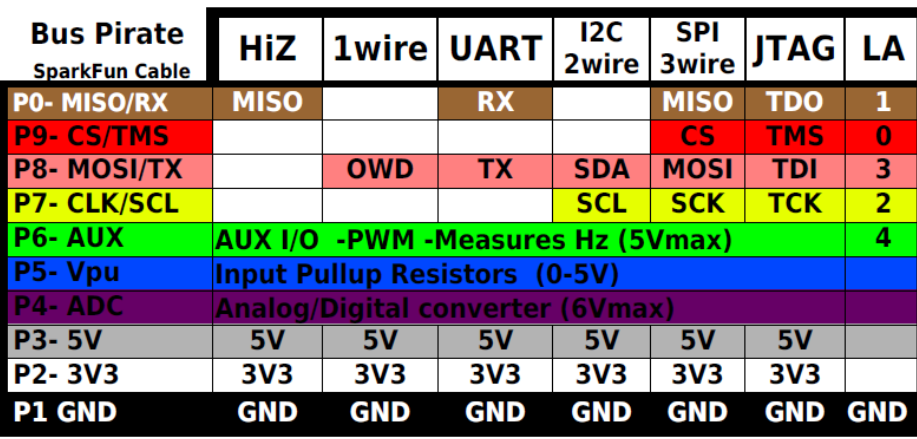 Bus Pirate
SparkFun Cable
HiZ 1wire UART I2C 2wire SPI 3wire JTAG LA
P0- MISO/RX MISO RX MISO TDO 1
P9- CS/TMS CS TMS 0
P8- MOSI/TX OWD TX SDA MOSI TDI 3
P7- CLK/SCL SCL SCK TCK 2
P6- AUX AUX I/O -PWM -Measures Hz (5Vmax) 4
P5- Vpu Input Pullup Resistors (0-5V)
P4- ADC Analog/Digital converter (6Vmax)
P3- 5V 5V 5V 5V 5V 5V 5V
P2- 3V3 3V3 3V3 3V3 3V3 3V3 3V3
P1 GND GND GND GND GND GND GND GND